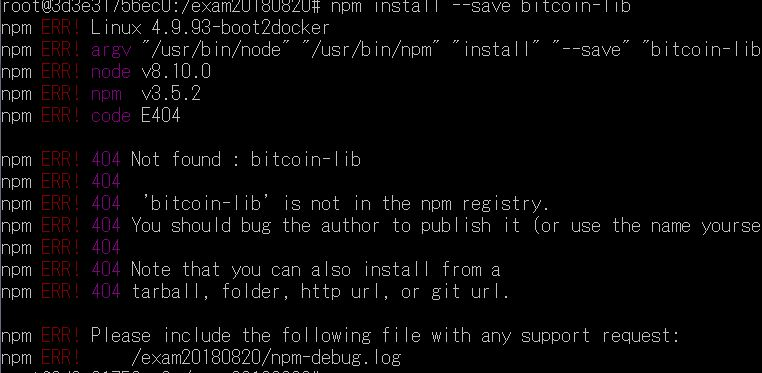 root@3d3e31756ec0:/exam20180820# npm install --save bitcoin-lib
npm ERR! Linux 4.9.93-boot2docker
npm ERR! argv "/usr/bin/node" "/usr/bin/npm" "install" "--save" "bitcoin-lib
npm ERR! node v8.10.0
npm ERR! npm  v3.5.2
npm ERR! code E404
npm ERR! 404 Not found : bitcoin-lib
npm ERR! 404
npm ERR! 404  'bitcoin-lib' is not in the npm registry.
npm ERR! 404 You should bug the author to publish it (or use the name yourse
npm ERR! 404
npm ERR! 404 Note that you can also install from a
npm ERR! 404 tarball, folder, http url, or git url.
npm ERR! Please include the following file with any support request:
npm ERR!     /exam20180820/npm-debug.log